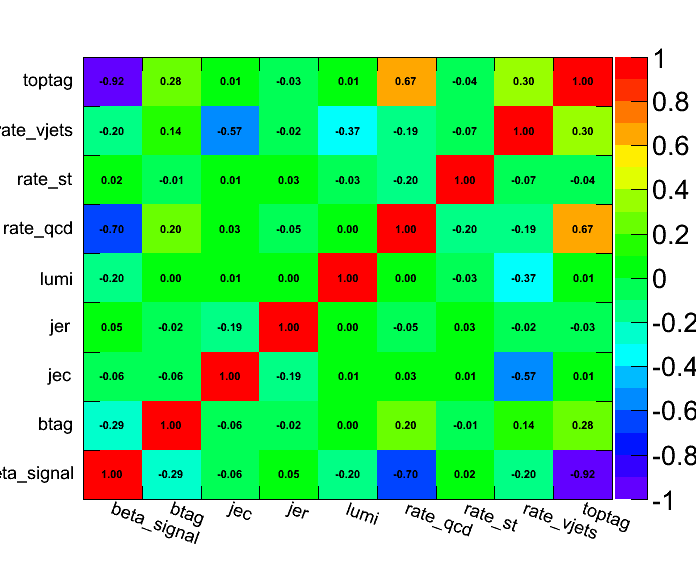 toptag -0.92 0.28 0.01 -0.03 0.01 0.67 -0.04 0.30 1.00
rate_vjets -0.20 0.14 -0.57 -0.02 -0.37 -0.19 -0.07 1.00 0.30
rate_st 0.02 -0.01 0.01 0.03 -0.03 -0.20 1.00 -0.07 -0.04
rate_qcd -0.70 0.20 0.03 -0.05 0.00 1.00 -0.20 -0.19 0.67
lumi -0.20 0.00 0.01 0.00 1.00 0.00 -0.03 -0.37 0.01
jer 0.05 -0.02 -0.19 1.00 0.00 -0.05 0.03 -0.02 -0.03
jec -0.06 -0.06 1.00 -0.19 0.01 0.03 0.01 -0.57 0.01
btag -0.29 1.00 -0.06 -0.02 0.00 0.20 -0.01 0.14 0.28
eta_signal 1.00 -0.29 -0.06 0.05 -0.20 -0.70 0.02 -0.20 -0.92
beta_signal btag jec jer lumi rate_qcd rate_st rate_vjets toptag
1
0.8
0.6
0.4
0.2
0
-0.2
-0.4
-0.6
-0.8
-1